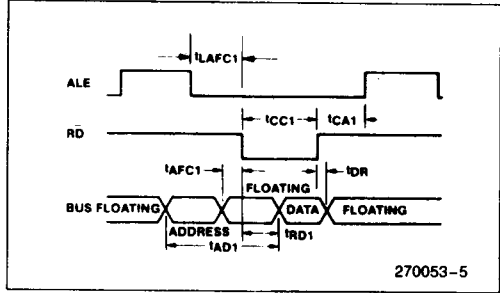 tLAFC1
ALE
tCC1 tCA1
RD
tAFC1 tDR
FLOATING
BUS FLOATING DATA FLOATING
ADDRESS tRD1
tAD1
270053-5